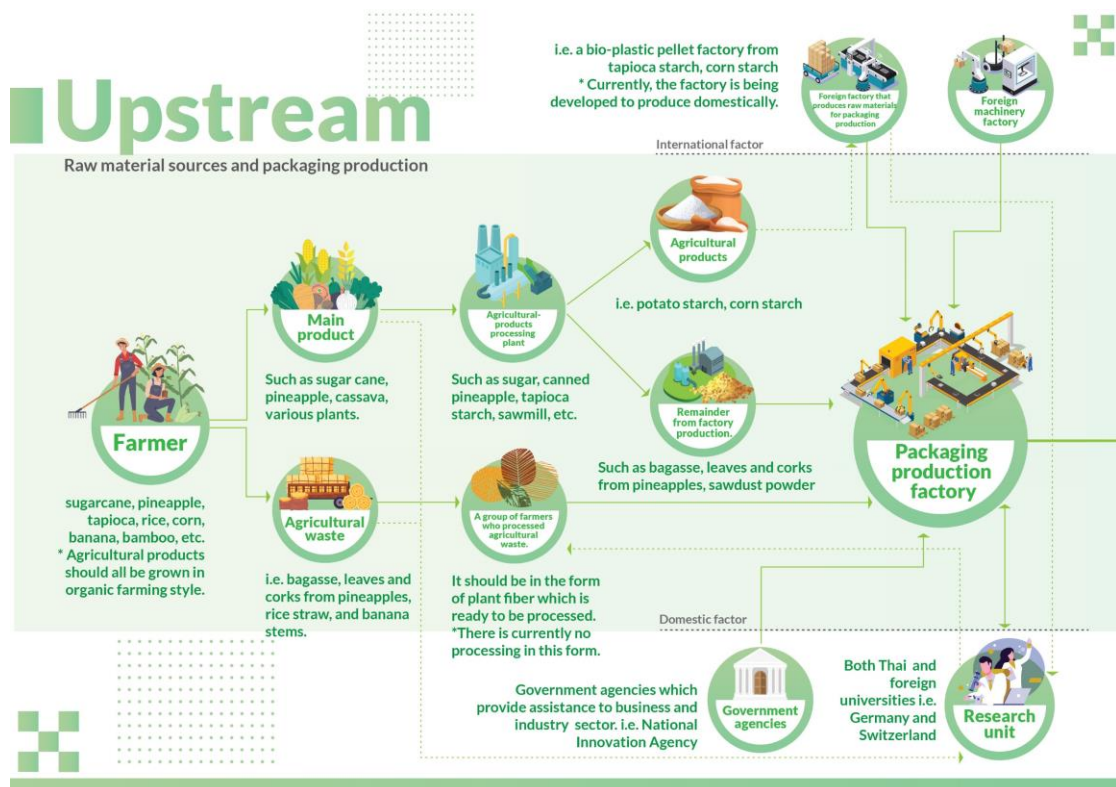 Upstream
Raw material sources and packaging production
i.e. a bio-plastic pellet factory from
tapioca starch, corn starch
* Currently, the factory is being
developed to produce domestically.
Foreign factory that
produces raw materials
for packaging
production
Foreign
machinery
factory
International factor
Agricultural
products
i.e. potato starch, corn starch
Main
product
Such as sugar cane,
pineapple, cassava,
various plants.
Agricultural-
products
processing
plant
Such as sugar, canned
pineapple, tapioca
starch, sawmill, etc.
Remainder
from factory
production.
Such as bagasse, leaves and corks
from pineapples, sawdust powder
Farmer
sugarcane, pineapple,
tapioca, rice, corn,
banana, bamboo, etc.
* Agricultural products
should all be grown in
organic farming style.
Agricultural
waste
i.e. bagasse, leaves and
corks from pineapples,
rice straw, and banana
stems.
A group of farmers
who processed
agricultural
waste.
It should be in the form
of plant fiber which is
ready to be processed.
*There is currently no
processing in this form.
Packaging
production
factory
Domestic factor
Government agencies which
provide assistance to business and
industry sector. i.e. National
Innovation Agency
Government
agencies
Both Thai and
foreign
universities i.e.
Germany and
Switzerland
Research
unit